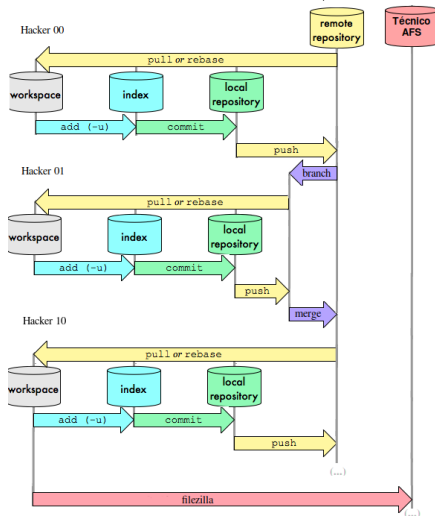 remote
repository
Técnico
AFS
Hacker 00
pull or rebase
workspace
index
local
repository
add (-u)
commit
push
Hacker 01
branch
pull or rebase
workspace
index
local
repository
add (-u)
commit
push
merge
Hacker 10
pull or rebase
workspace
index
local
repository
add (-u)
commit
push
(...)
filezilla
(...)